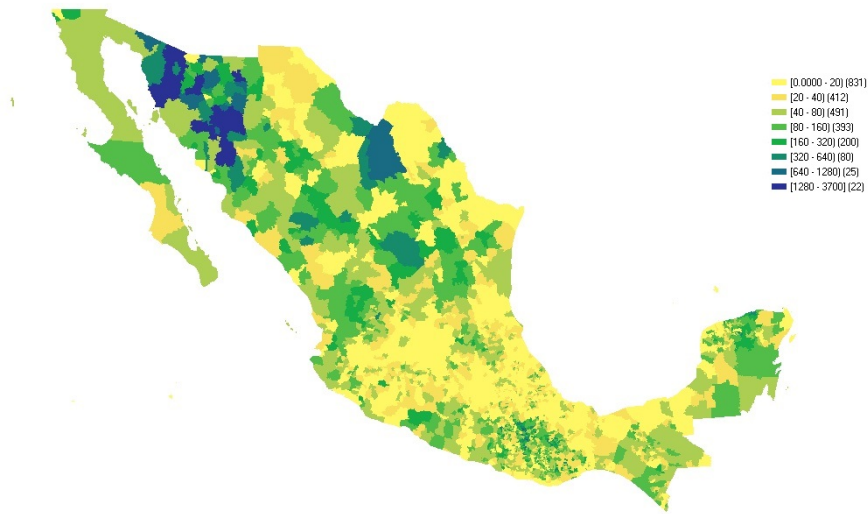 [0.0000 - 20) (831)
[20 - 40) (412)
[40 - 80) (491)
[80 - 160) (393)
[160 - 320) (200)
[320 - 640) (80)
[640 - 1280) (25)
[1280 - 3700] (22)